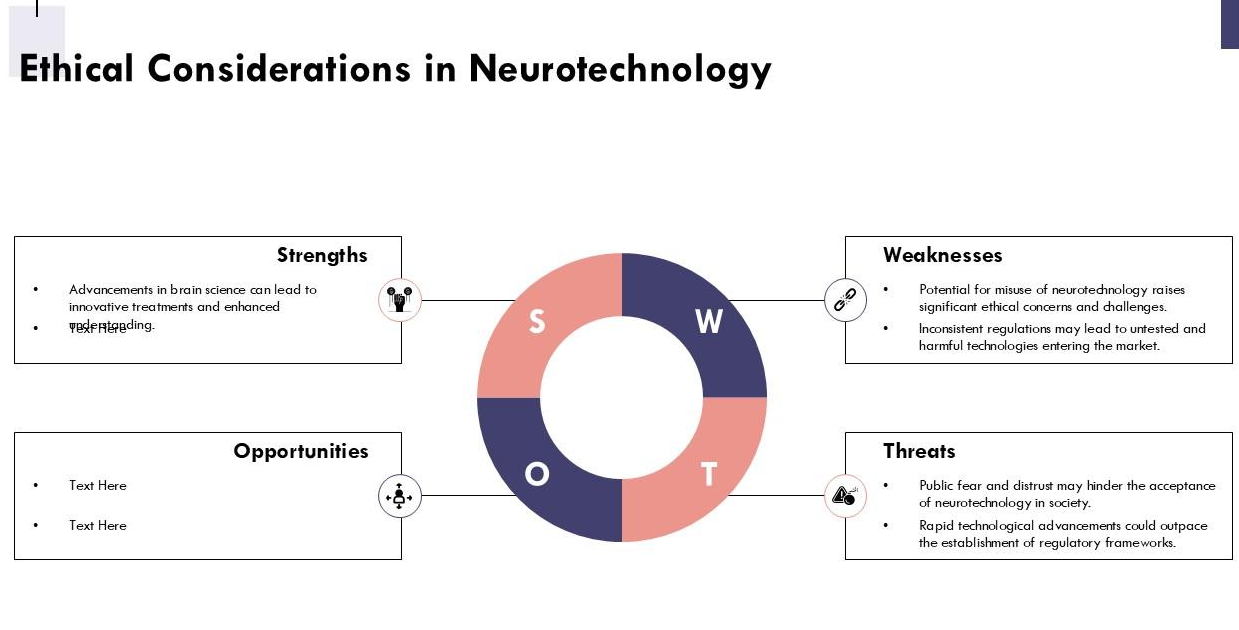 Ethical Considerations in Neurotechnology
Strengths
• Advancements in brain science can lead to
innovative treatments and enhanced
understanding.
• Text Here
S
W
Weaknesses
• Potential for misuse of neurotechnology raises
significant ethical concerns and challenges.
• Inconsistent regulations may lead to untested and
harmful technologies entering the market.
Opportunities
• Text Here
• Text Here
O
T
Threats
• Public fear and distrust may hinder the acceptance
of neurotechnology in society.
• Rapid technological advancements could outpace
the establishment of regulatory frameworks.